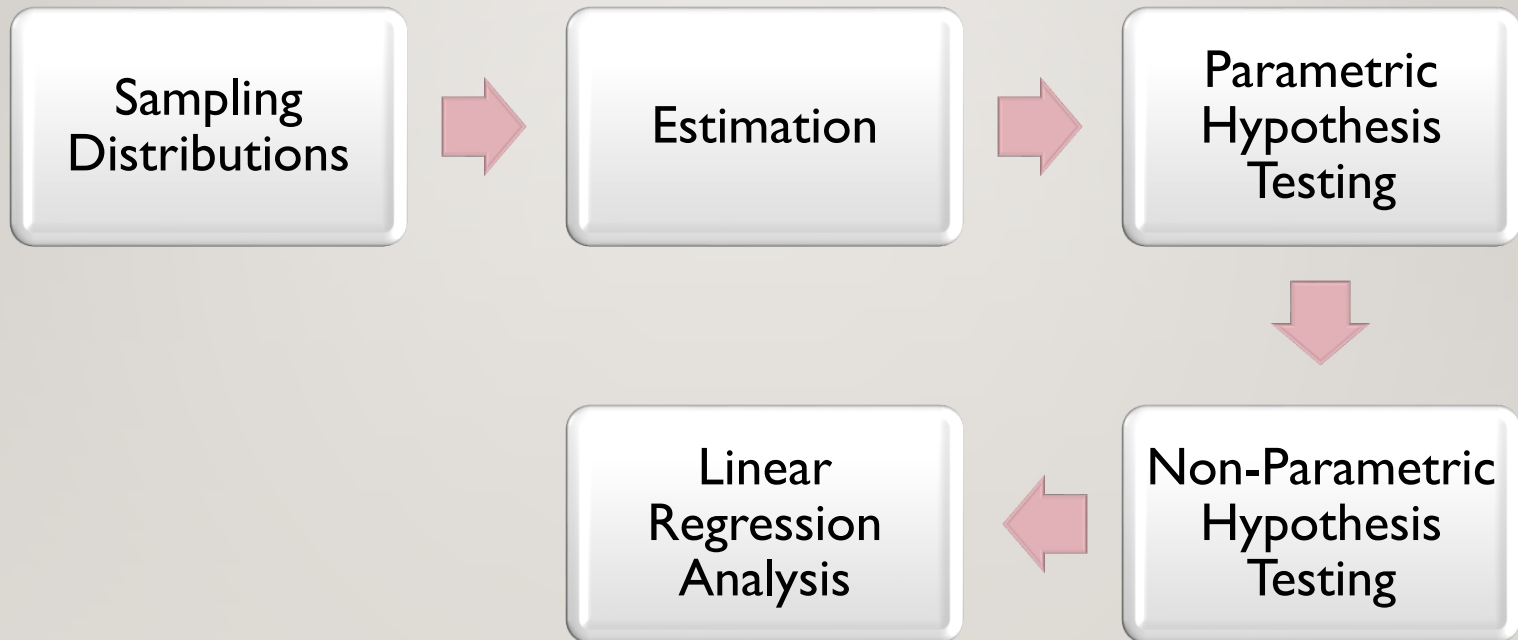 Sampling
Distributions
Estimation
Parametric
Hypothesis
Testing
Non-Parametric
Hypothesis
Testing
Linear
Regression
Analysis